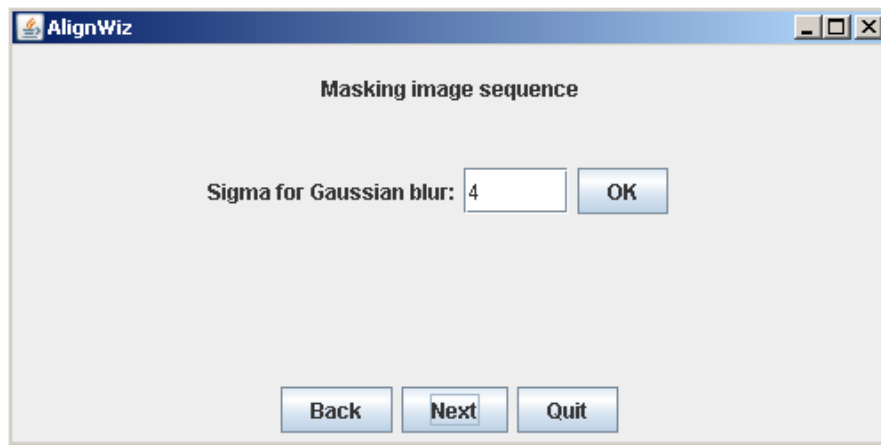 AlignWiz
Masking image sequence
Sigma for Gaussian blur: 4 OK
Back Next Quit